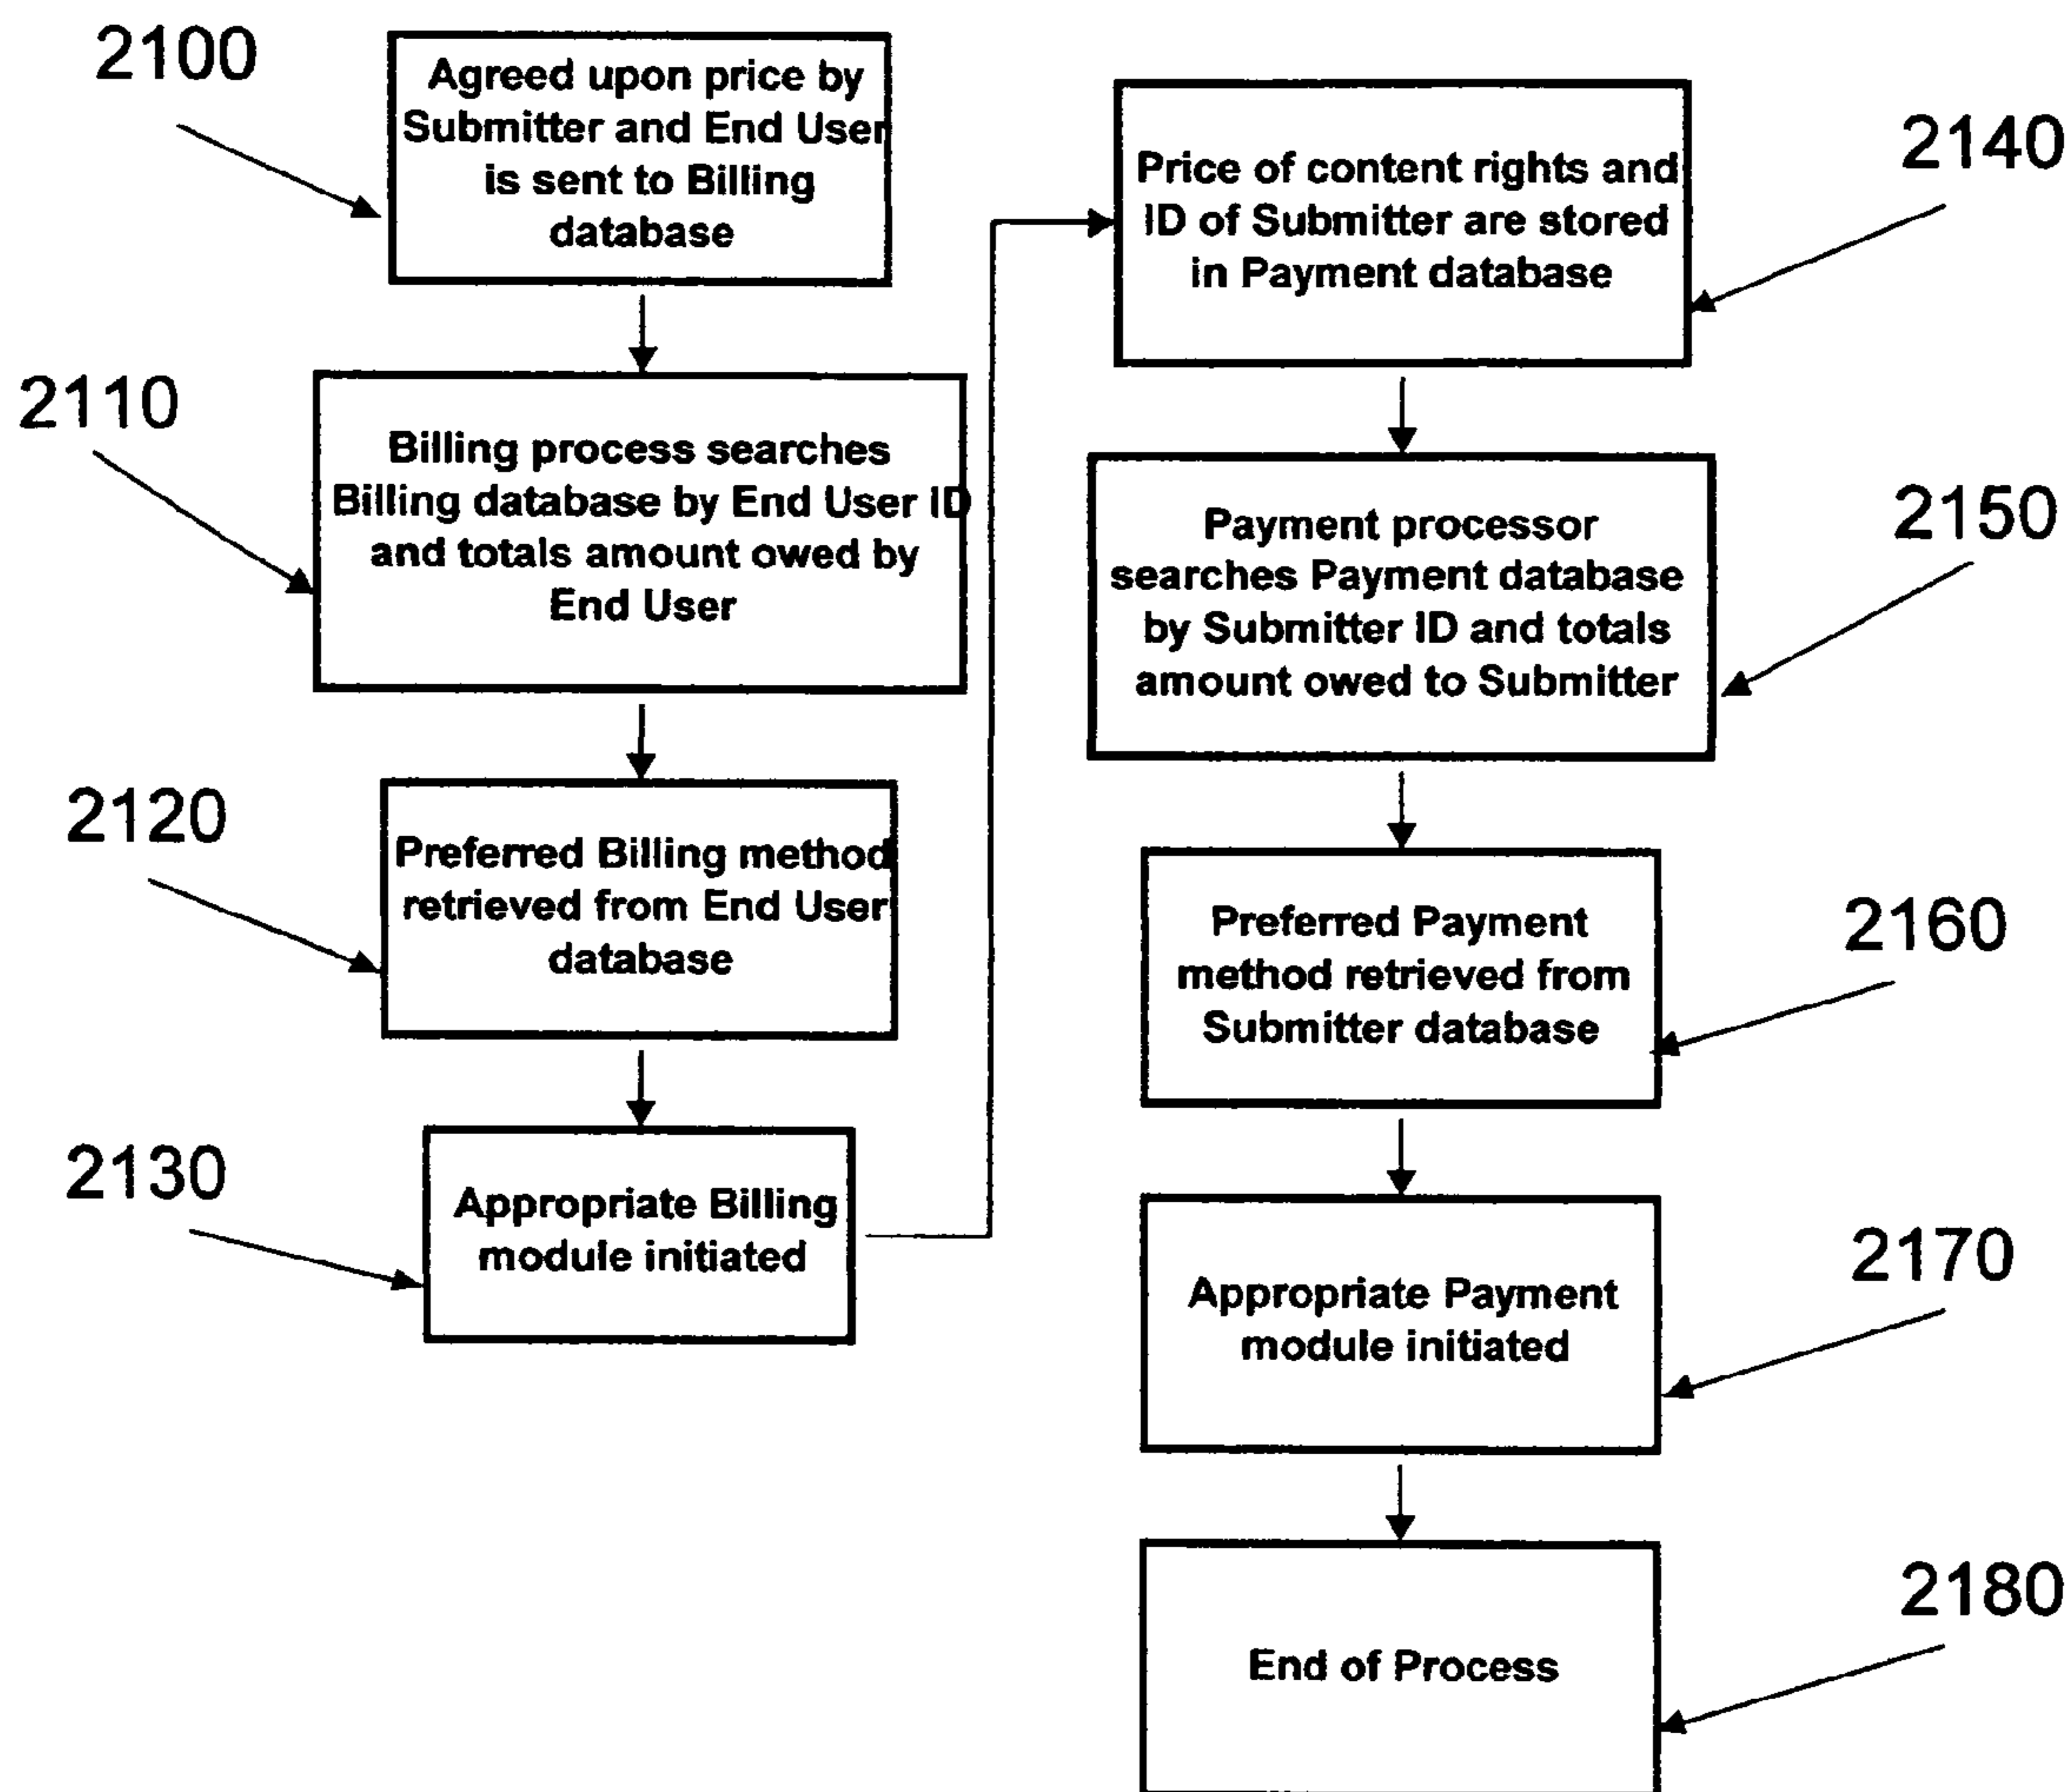 2100
Agreed upon price by
Submitter and End User
is sent to Billing
database
2110
Billing process searches
Billing database by End User ID
and totals amount owed by
End User
2120
Preferred Billing method
retrieved from End User
database
2130
Appropriate Billing
module initiated
2140
Price of content rights and
ID of Submitter are stored
in Payment database
2150
Payment processor
searches Payment database
by Submitter ID and totals
amount owed to Submitter
2160
Preferred Payment
method retrieved from
Submitter database
2170
Appropriate Payment
module initiated
2180
End of Process